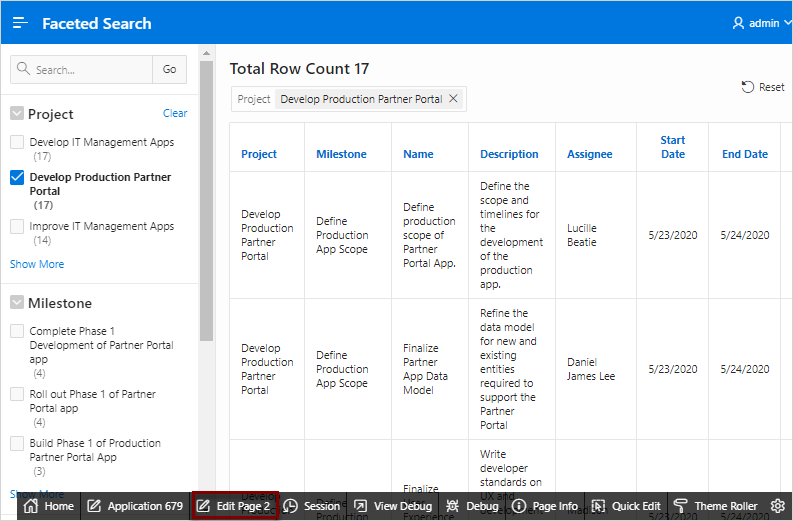 Faceted Search
admin
Search...
Go
Project
Clear
Develop IT Management Apps
(17)
Develop Production Partner
Portal
(17)
Improve IT Management Apps
(14)
Show More
Milestone
Complete Phase 1
Development of Partner Portal
app
(4)
Roll out Phase 1 of Partner
Portal app
(4)
Build Phase 1 of Production
Partner Portal App
(3)
Show More
Total Row Count 17
Project Develop Production Partner Portal
Reset
Project
Milestone
Name
Description
Assignee
Start
Date
End Date
Develop
Production
Partner
Portal
Define
Production
App Scope
Define
production
scope of
Partner
Portal App.
Define the
scope and
timelines for
the
development
of the
production
app.
Lucille
Beatie
5/23/2020
5/24/2020
Develop
Production
Partner
Portal
Define
Production
App Scope
Finalize
Partner
App Data
Model
Refine the
data model
for new and
existing
entities
required to
support the
Partner
Portal
Daniel
James Lee
5/23/2020
5/24/2020
Finalize
User
Experience
Write
developer
standards on
UX and
development
Madison
Home
Application 679
Edit Page 2
Session
View Debug
Debug
Page Info
Quick Edit
Theme Roller